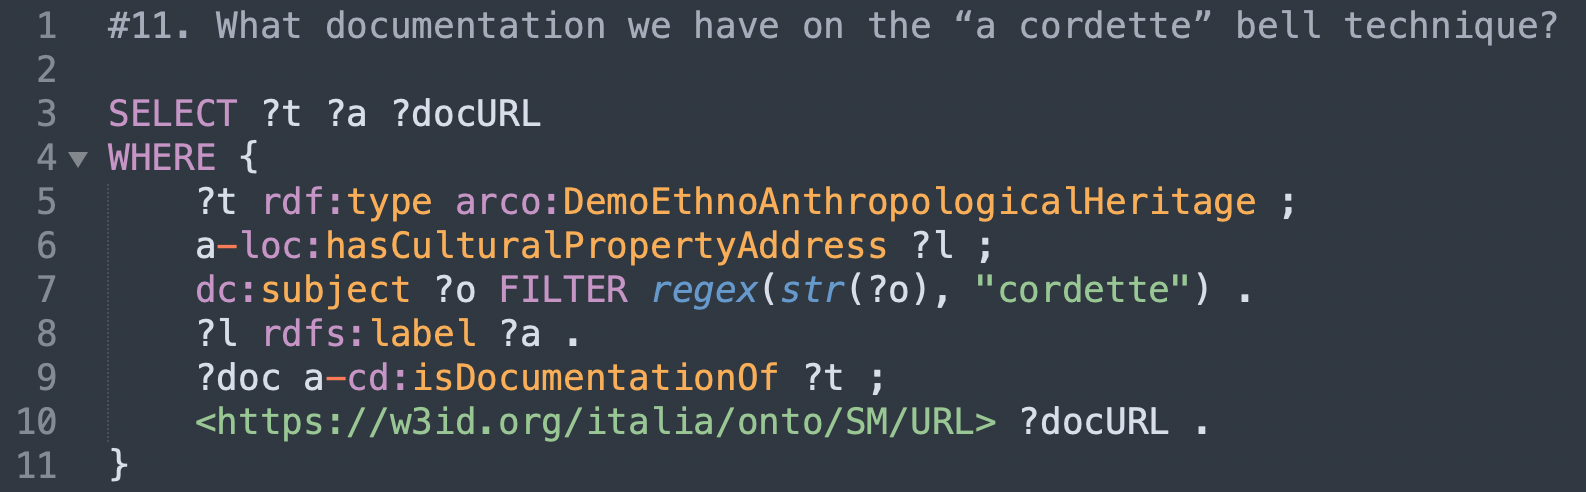 1 #11. What documentation we have on the “a cordette” bell technique?
2
3 SELECT ?t ?a ?docURL
4 WHERE {
5 ?t rdf:type arco:DemoEthnoAnthropologicalHeritage ;
6 a-loc:hasCulturalPropertyAddress ?l ;
7 dc:subject ?o FILTER regex(str(?o), "cordette") .
8 ?l rdfs:label ?a .
9 ?doc a-cd:isDocumentationOf ?t ;
10 <https://w3id.org/italia/onto/SM/URL> ?docURL .
11 }